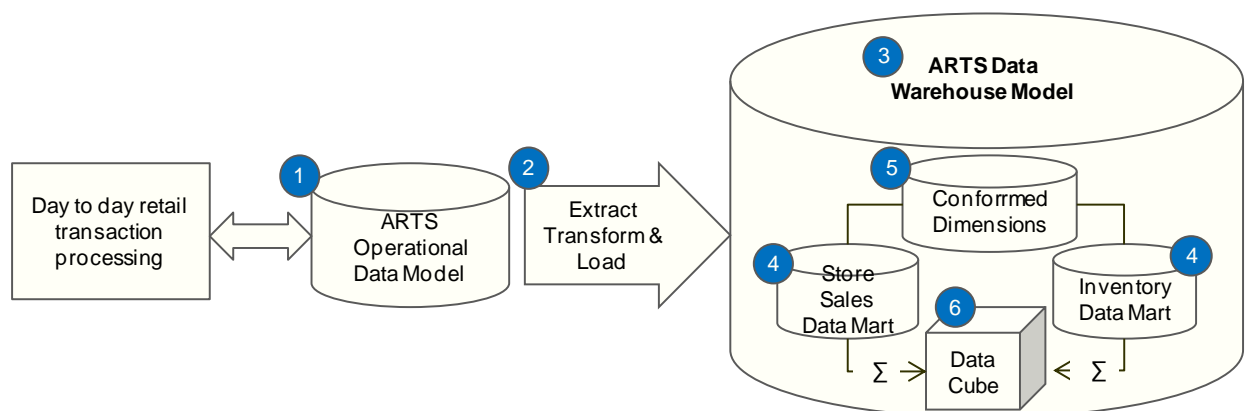 3
ARTS Data
Warehouse Model
1
2
5
Day to day retail
transaction
processing
ARTS
Operational
Data Model
Extract
Transform &
Load
Conforrmed
Dimensions
4
Store
Sales
Data Mart
4
Inventory
Data Mart
6
Data
Cube
Σ
Σ